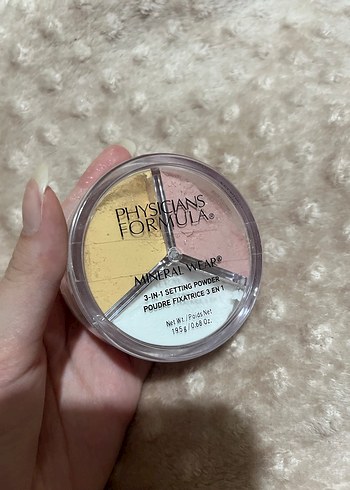 PHYSICIANS
FORMULA®
MINERAL WEAR®
3-IN-1 SETTING POWDER
POUDRE FIXATRICE 3 EN 1
Net Wt./Poids Net
19.5 g / 0.68 Oz.